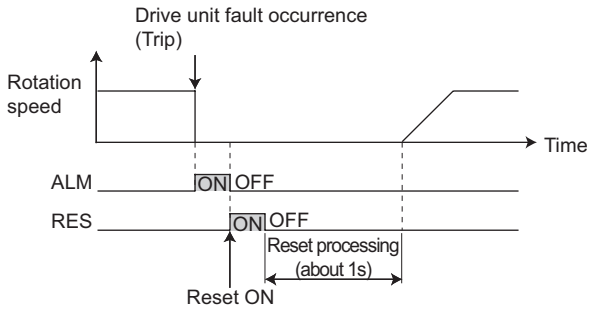 Drive unit fault occurrence
(Trip)
Rotation
speed
Time
ALM
ON OFF
RES
ON OFF
Reset processing
(about 1s)
Reset ON